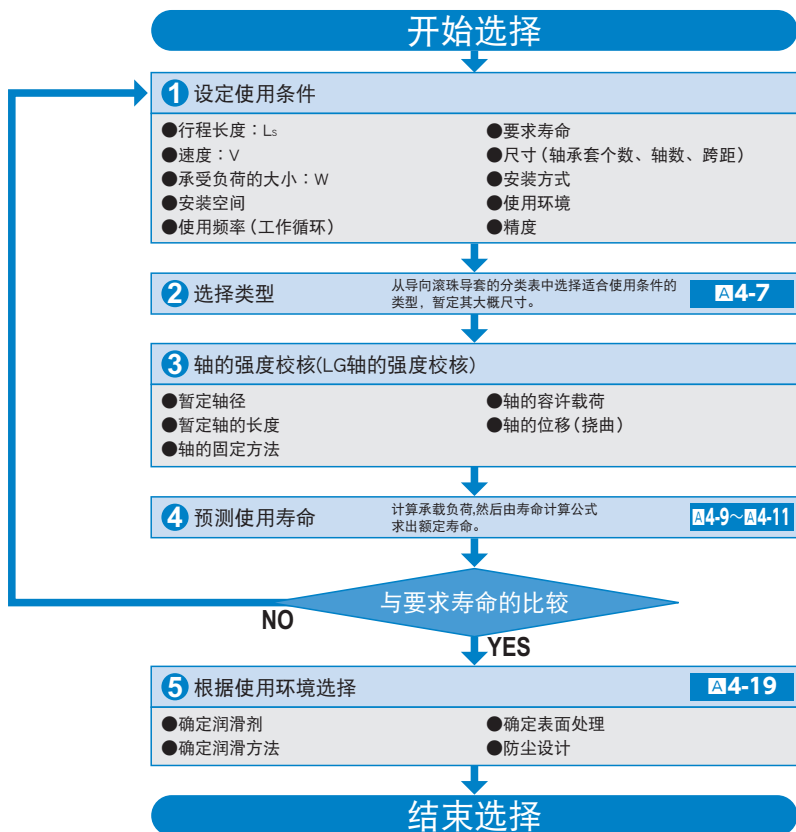 开始选择
1 设定使用条件
●行程长度：Ls
●速度：V
●承受负荷的大小：W
●安装空间
●使用频率（工作循环）
●要求寿命
●尺寸（轴承套个数、轴数、跨距）
●安装方式
●使用环境
●精度
2 选择类型
从导向滚珠导套的分类表中选择适合使用条件的
类型，暂定其大概尺寸。
A4-7
3 轴的强度校核(LG轴的强度校核）
●暂定轴径
●暂定轴的长度
●轴的固定方法
●轴的容许载荷
●轴的位移（挠曲）
4 预测使用寿命
计算承载负荷,然后由寿命计算公式
求出额定寿命。
A4-9～A4-11
与要求寿命的比较
NO
YES
5 根据使用环境选择
A4-19
●确定润滑剂
●确定润滑方法
●确定表面处理
●防尘设计
结束选择